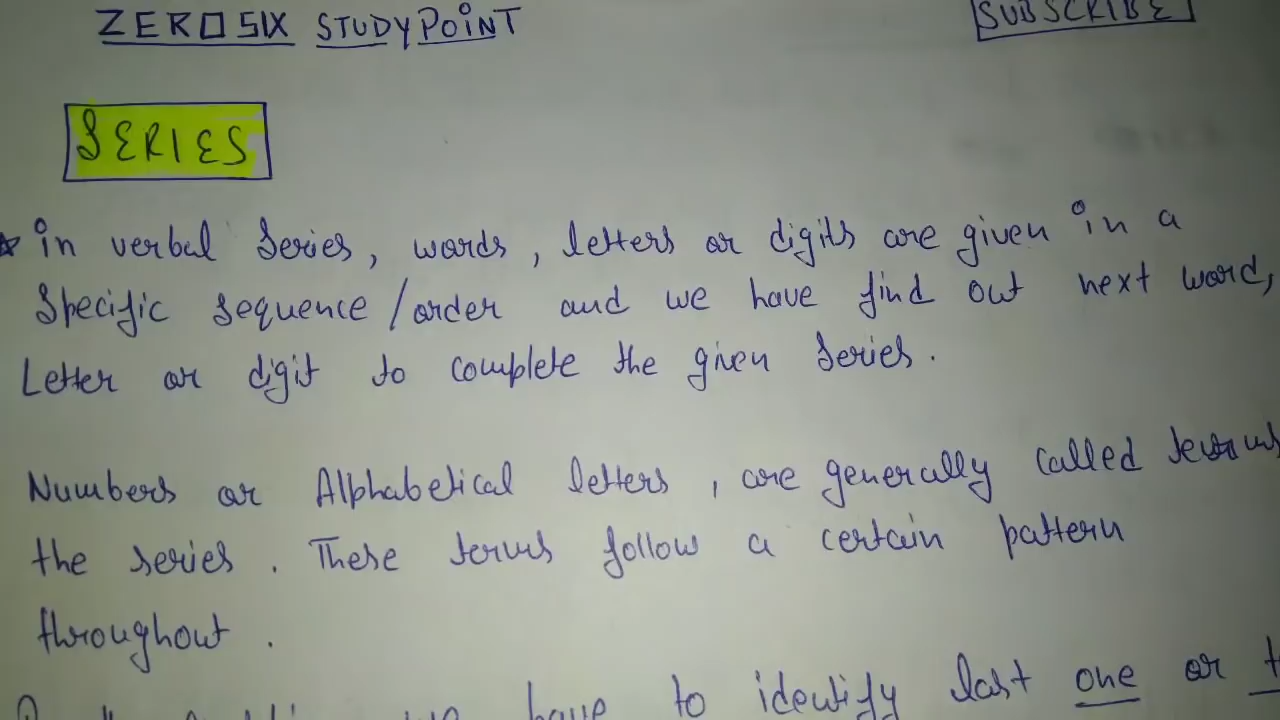 ZERO SIX STUDY POINT
SUBSCRIBE
SERIES
in verbal series, words, letters or digits are given in a
specific sequence/order and we have find out next word,
Letter or digit to complete the given series.
Numbers or Alphabetical letters, are generally called terms
the series. These terms follow a certain pattern
throughout.
have to identify last one or